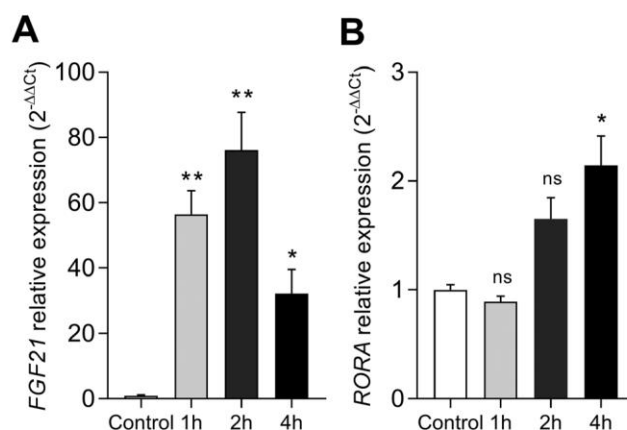 A
FGF21 relative expression (2^-ΔΔCt)
100
80
60
40
20
0
**
**
*
Control 1h 2h 4h
B
RORA relative expression (2^-ΔΔCt)
3
2
1
0
ns
ns
*
Control 1h 2h 4h